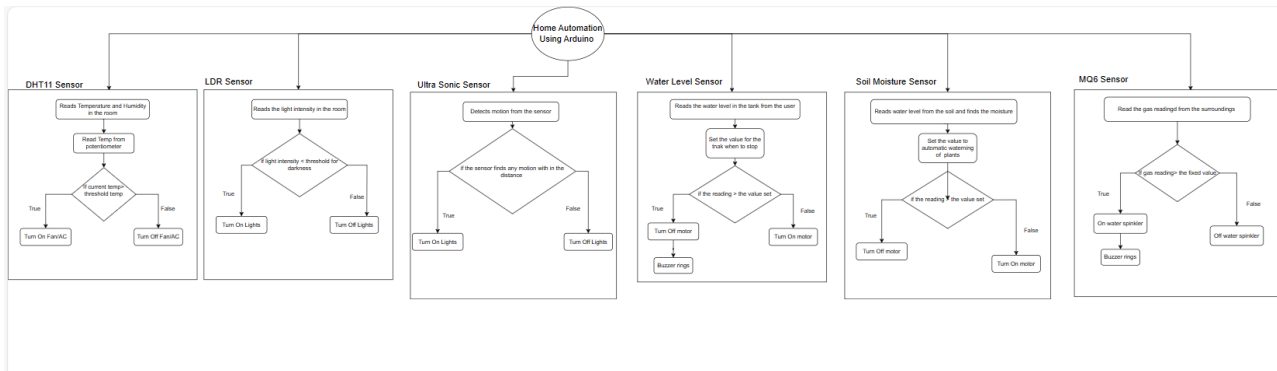 Home Automation
Using Arduino
DHT11 Sensor
Reads Temperature and Humidity
in the room
Read Temp from
potentiometer
If current temp>
threshold temp
True
False
Turn On Fan/AC
Turn Off Fan/AC
LDR Sensor
Reads the light intensity in the room
if light intensity < threshold for
darkness
True
False
Turn On Lights
Turn Off Lights
Ultra Sonic Sensor
Detects motion from the sensor
if the sensor finds any motion with in the
distance
True
False
Turn On Lights
Turn Off Lights
Water Level Sensor
Reads the water level in the tank from the user
Set the value for the
tnak when to stop
if the reading > the value set
True
False
Turn Off motor
Turn On motor
Buzzer rings
Soil Moisture Sensor
Reads water level from the soil and finds the moisture
Set the value to
automatic waterning
of plants
if the reading the value set
True
False
Turn Off motor
Turn On motor
MQ6 Sensor
Read the gas readingd from the surroundings
If gas reading> the fixed value
True
False
On water spinkler
Off water spinkler
Buzzer rings